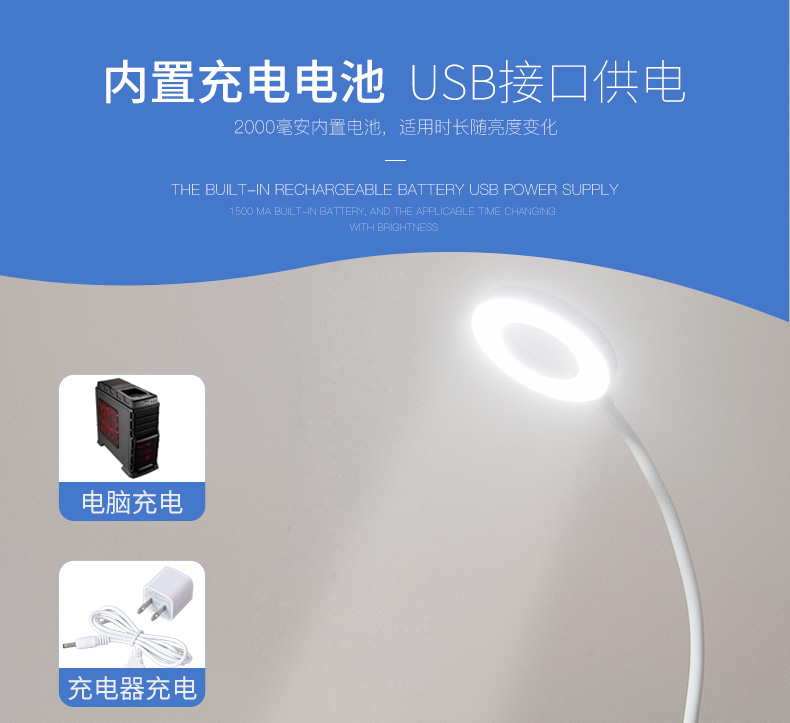 内置充电电池 USB接口供电
2000毫安内置电池，适用时长随亮度变化
THE BUILT-IN RECHARGEABLE BATTERY USB POWER SUPPLY
1500 MA BUILT-IN BATTERY, AND THE APPLICABLE TIME CHANGING
WITH BRIGHTNESS
电脑充电
充电器充电